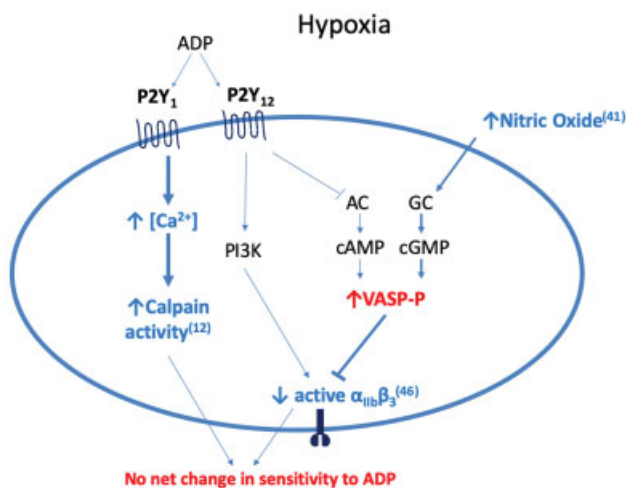 Hypoxia
ADP
P2Y₁
P2Y₁₂
↑Nitric Oxide⁽⁴¹⁾
AC
GC
↑ [Ca²⁺]
PI3K
cAMP
cGMP
↑VASP-P
↑Calpain
activity⁽¹²⁾
↓ active αIIbβ₃⁽⁴⁶⁾
No net change in sensitivity to ADP